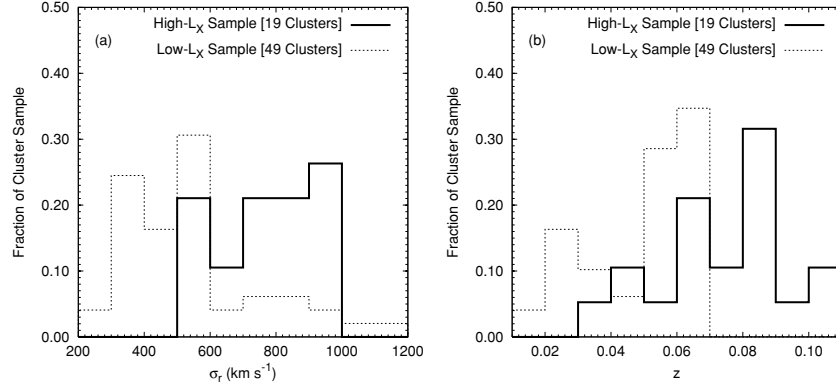 0.50
0.40
0.30
0.20
0.10
0.00
200 400 600 800 1000 1200
Fraction of Cluster Sample
σr (km s-1)
(a)
High-LX Sample [19 Clusters]
Low-LX Sample [49 Clusters]
0.50
0.40
0.30
0.20
0.10
0.00
0.02 0.04 0.06 0.08 0.10
Fraction of Cluster Sample
z
(b)
High-LX Sample [19 Clusters]
Low-LX Sample [49 Clusters]